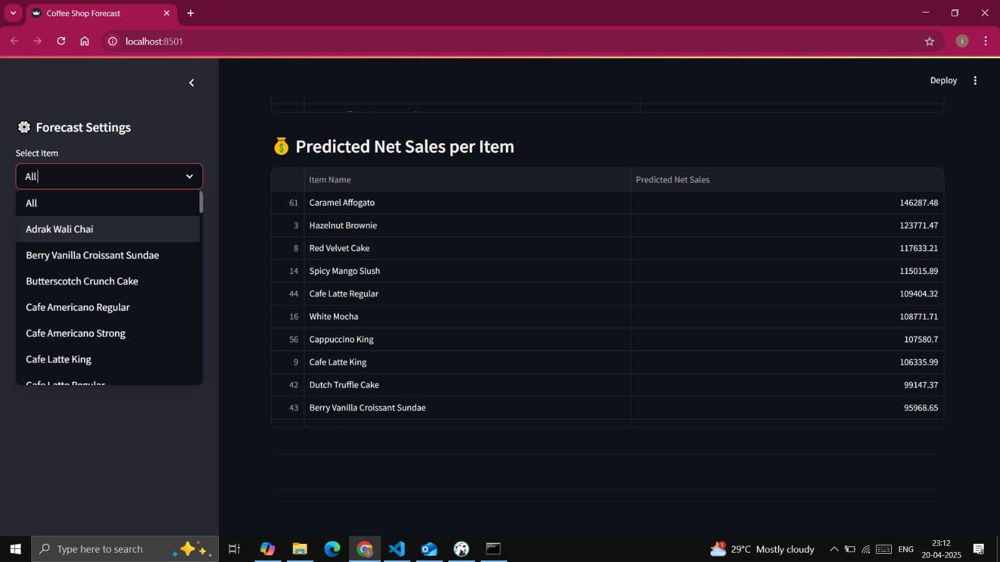 Coffee Shop Forecast
localhost:8501
Deploy
Forecast Settings
Select Item
All
All
Adrak Wali Chai
Berry Vanilla Croissant Sundae
Butterscotch Crunch Cake
Cafe Americano Regular
Cafe Americano Strong
Cafe Latte King
Cafe Latte Regular
Predicted Net Sales per Item
Item Name Predicted Net Sales
61 Caramel Affogato 146287.48
3 Hazelnut Brownie 123771.47
8 Red Velvet Cake 117633.21
14 Spicy Mango Slush 115015.89
44 Cafe Latte Regular 109404.32
16 White Mocha 108771.71
56 Cappuccino King 107580.7
9 Cafe Latte King 106335.99
42 Dutch Truffle Cake 99147.37
43 Berry Vanilla Croissant Sundae 95968.65
Type here to search
1
29°C Mostly cloudy
ENG
23:12
20-04-2025